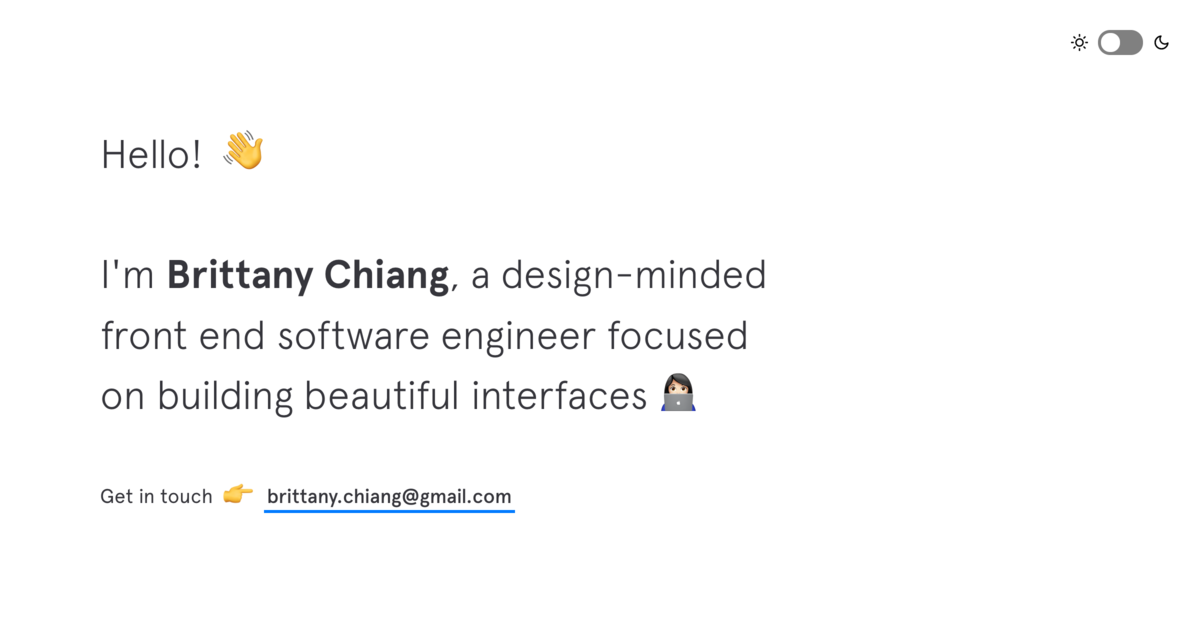 Hello! 👋
I'm Brittany Chiang, a design-minded
front end software engineer focused
on building beautiful interfaces 👩🏻‍💻
Get in touch 👉 brittany.chiang@gmail.com